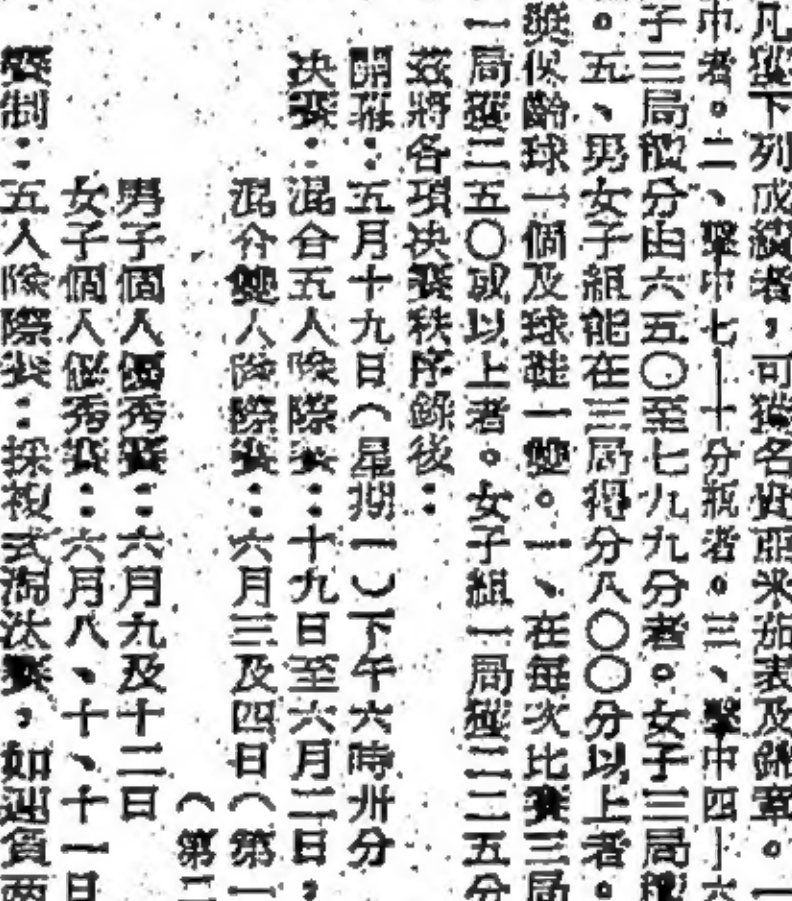 凡獲下列成績者，可獲名貴亞米茄表及錦章。一
中者。二、擊中七—十分瓶者。三、擊中四—六
子三局獲分由六五〇至七九九分者。女子三局獲
。五、男女子組能在三局得分八〇〇分以上者。
獎保齡球一個及球鞋一雙。一、在每次比賽三局
一局獲二五〇或以上者。女子組一局獲二二五分
茲將各項決賽秩序錄後：
開幕：五月十九日（星期一）下午六時卅分
決賽：混合五人隊際賽：十九日至六月二日，
混合雙人隊際賽：六月三及四日（第一
（第二
男子個人優秀賽：六月九及十二日
女子個人優秀賽：六月八、十、十一日
賽制：五人隊際賽：採複式淘汰賽，如連負兩